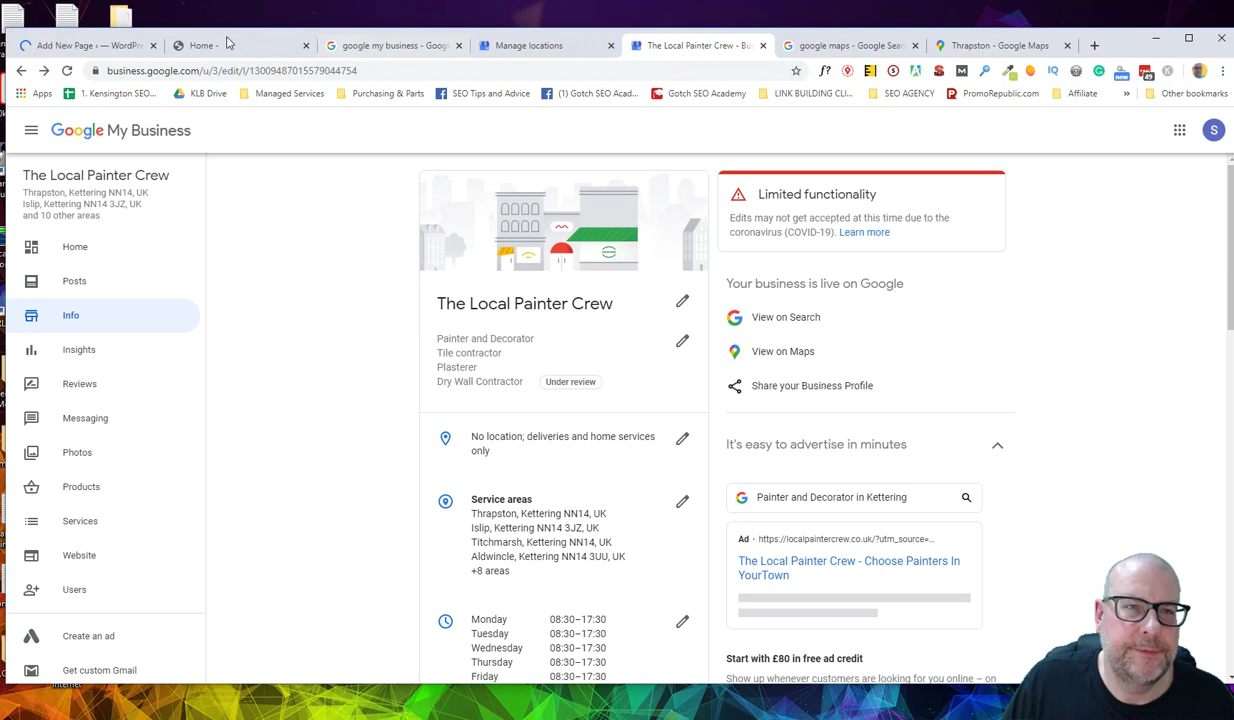 Add New Page ‹ — WordPre
Home -
google my business - Goog
Manage locations
The Local Painter Crew - Bus
google maps - Google Sear
Thrapston - Google Maps
business.google.com/u/3/edit/l/13009487015579044754
Apps
1. Kensington SEO...
KLB Drive
Managed Services
Purchasing & Parts
SEO Tips and Advice
(1) Gotch SEO Acad...
Gotch SEO Academy
LINK BUILDING CLI...
SEO AGENCY
PromoRepublic.com
Affiliate
»
Other bookmarks
Google My Business
S
The Local Painter Crew
Thrapston, Kettering NN14, UK
Islip, Kettering NN14 3JZ, UK
and 10 other areas
Home
Posts
Info
Insights
Reviews
Messaging
Photos
Products
Services
Website
Users
Create an ad
Get custom Gmail
The Local Painter Crew
Painter and Decorator
Tile contractor
Plasterer
Dry Wall Contractor Under review
No location; deliveries and home services
only
Service areas
Thrapston, Kettering NN14, UK
Islip, Kettering NN14 3JZ, UK
Titchmarsh, Kettering NN14, UK
Aldwincle, Kettering NN14 3UU, UK
+8 areas
Monday 08:30–17:30
Tuesday 08:30–17:30
Wednesday 08:30–17:30
Thursday 08:30–17:30
Friday 08:30–17:30
Limited functionality
Edits may not get accepted at this time due to the
coronavirus (COVID-19). Learn more
Your business is live on Google
View on Search
View on Maps
Share your Business Profile
It's easy to advertise in minutes
Painter and Decorator in Kettering
Ad · https://localpaintercrew.co.uk/?utm_source=...
The Local Painter Crew - Choose Painters In
YourTown
Start with £80 in free ad credit
Show up whenever customers are looking for you online – on